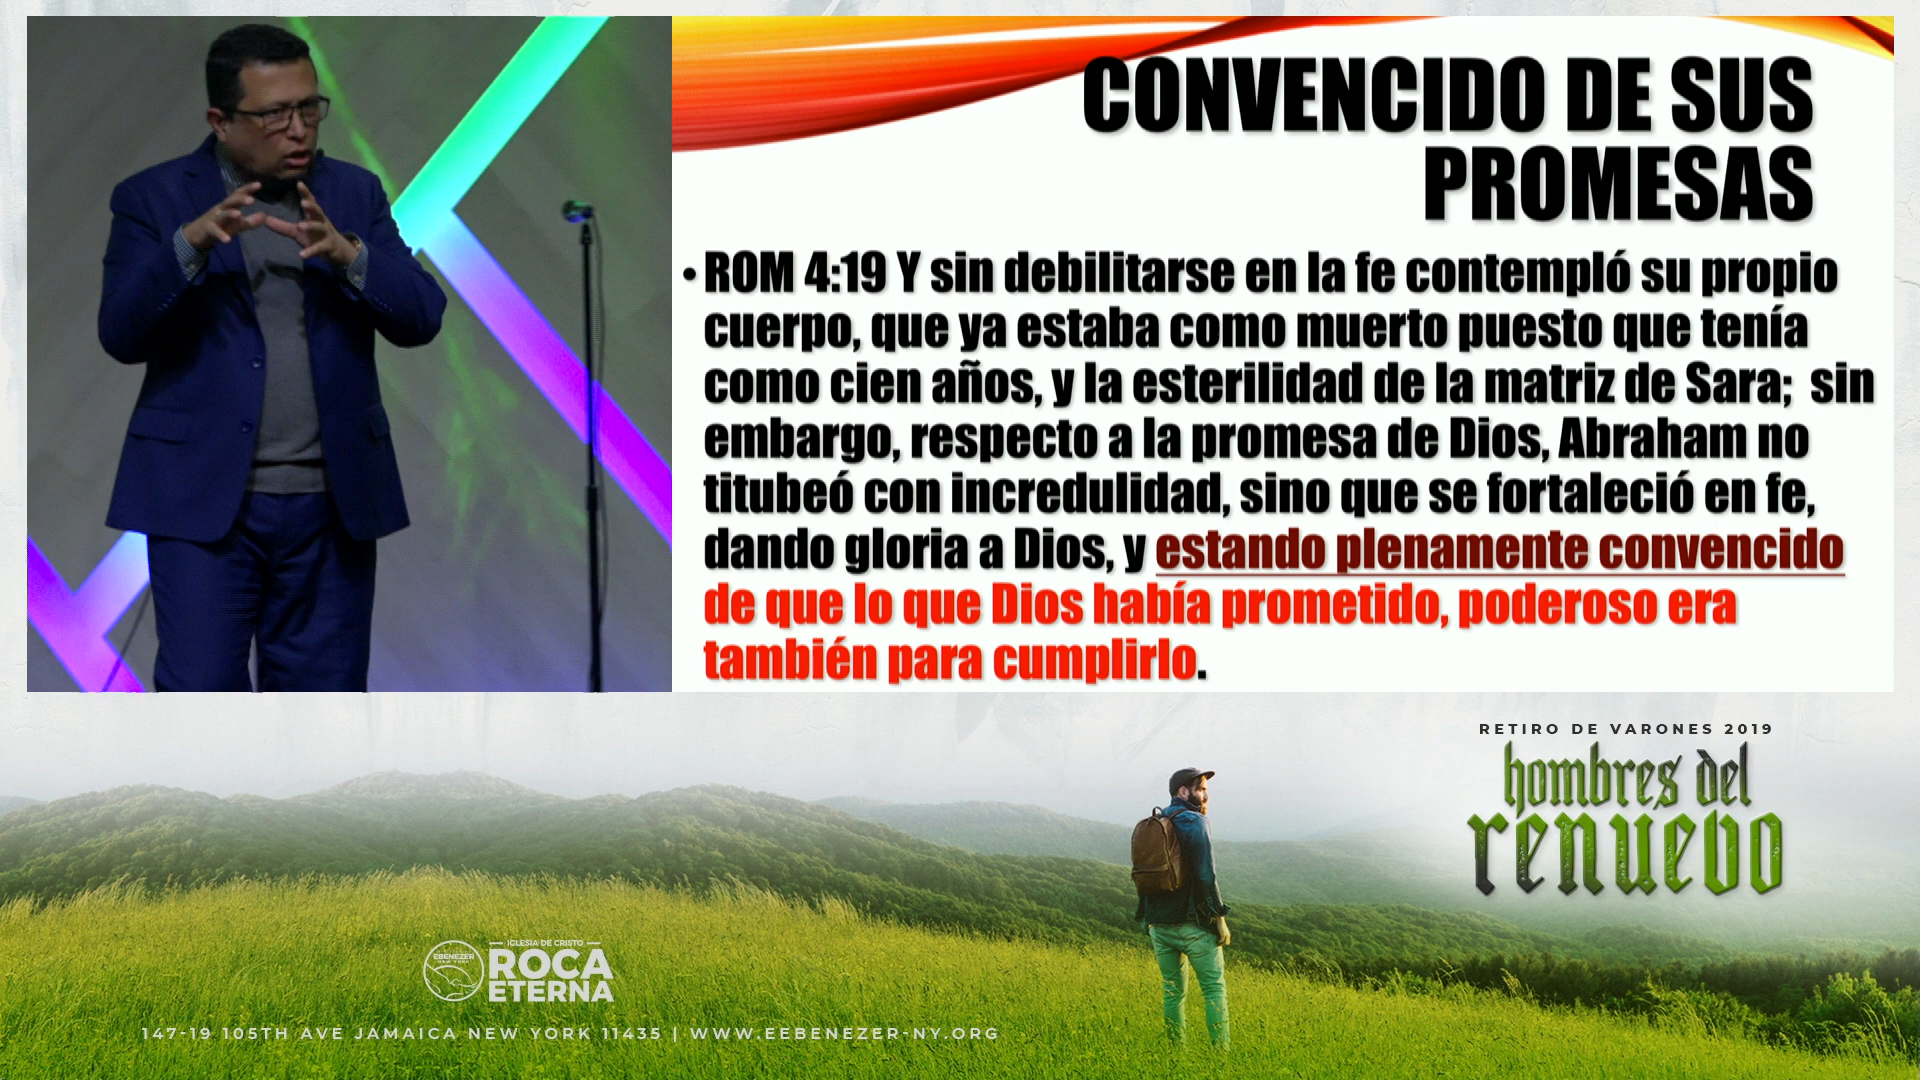 CONVENCIDO DE SUS
PROMESAS
• ROM 4:19 Y sin debilitarse en la fe contempló su propio
cuerpo, que ya estaba como muerto puesto que tenía
como cien años, y la esterilidad de la matriz de Sara; sin
embargo, respecto a la promesa de Dios, Abraham no
titubeó con incredulidad, sino que se fortaleció en fe,
dando gloria a Dios, y estando plenamente convencido
de que lo que Dios había prometido, poderoso era
también para cumplirlo.
RETIRO DE VARONES 2019
hombres del
renuevo
IGLESIA DE CRISTO
EBENEZER
NEW YORK
ROCA
ETERNA
147-19 105TH AVE JAMAICA NEW YORK 11435 | WWW.EEBENEZER-NY.ORG